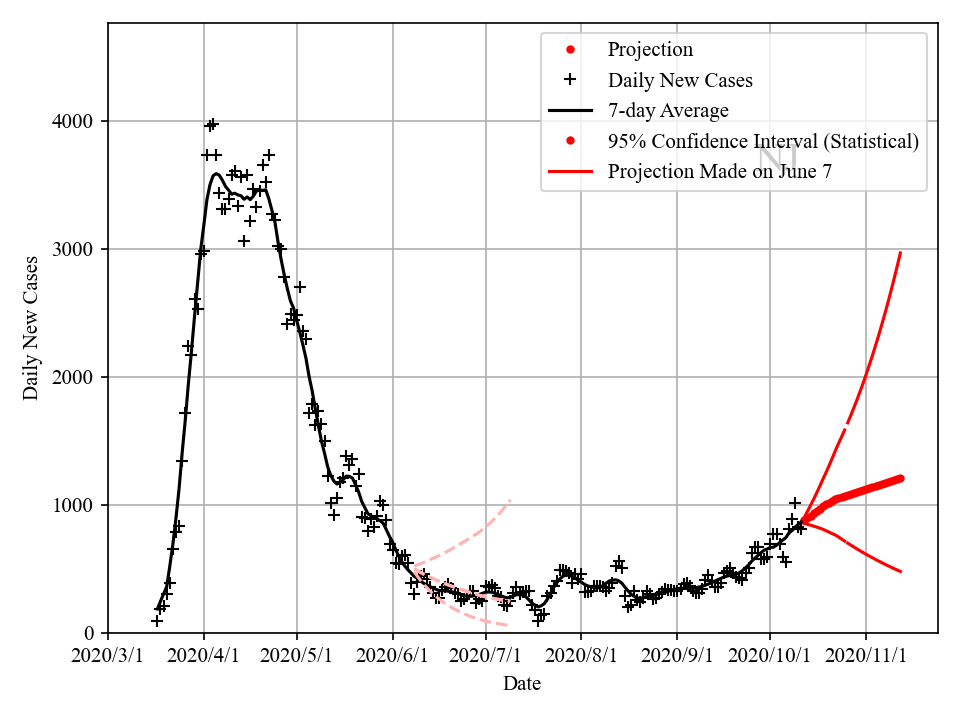 Projection
Daily New Cases
7-day Average
95% Confidence Interval (Statistical)
Projection Made on June 7
NJ
4000
3000
2000
1000
0
Daily New Cases
2020/3/1 2020/4/1 2020/5/1 2020/6/1 2020/7/1 2020/8/1 2020/9/1 2020/10/1 2020/11/1
Date